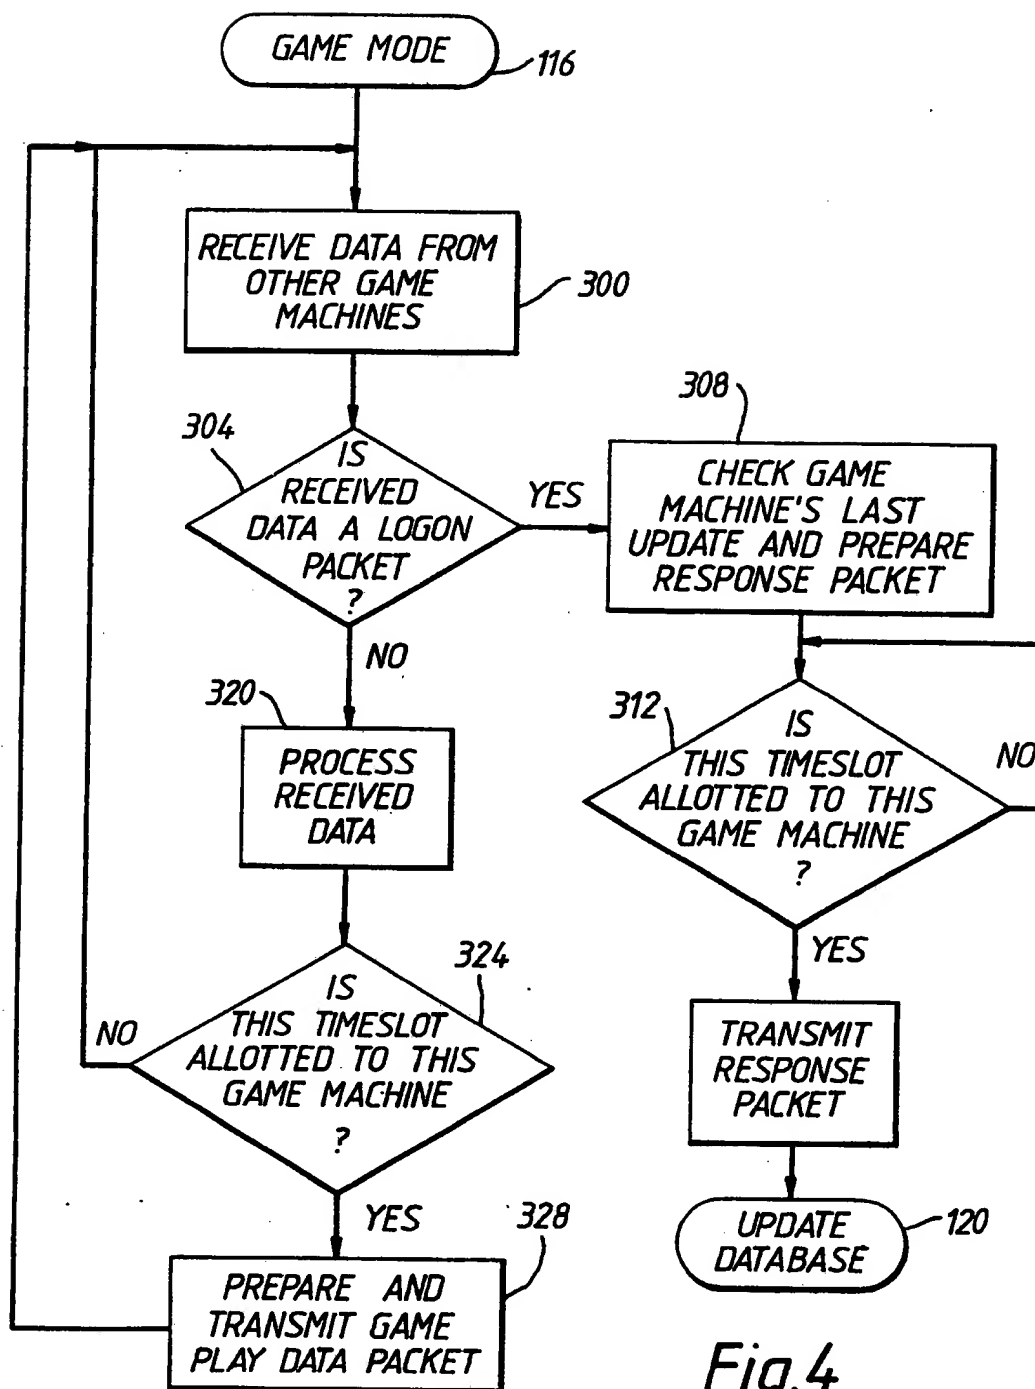 GAME MODE
116
RECEIVE DATA FROM
OTHER GAME
MACHINES
300
304
IS
RECEIVED
DATA A LOGON
PACKET
?
YES
NO
308
CHECK GAME
MACHINE'S LAST
UPDATE AND PREPARE
RESPONSE PACKET
312
IS
THIS TIMESLOT
ALLOTTED TO THIS
GAME MACHINE
?
NO
YES
TRANSMIT
RESPONSE
PACKET
UPDATE
DATABASE
120
320
PROCESS
RECEIVED
DATA
324
IS
THIS TIMESLOT
ALLOTTED TO THIS
GAME MACHINE
?
NO
YES
328
PREPARE AND
TRANSMIT GAME
PLAY DATA PACKET
Fig.4